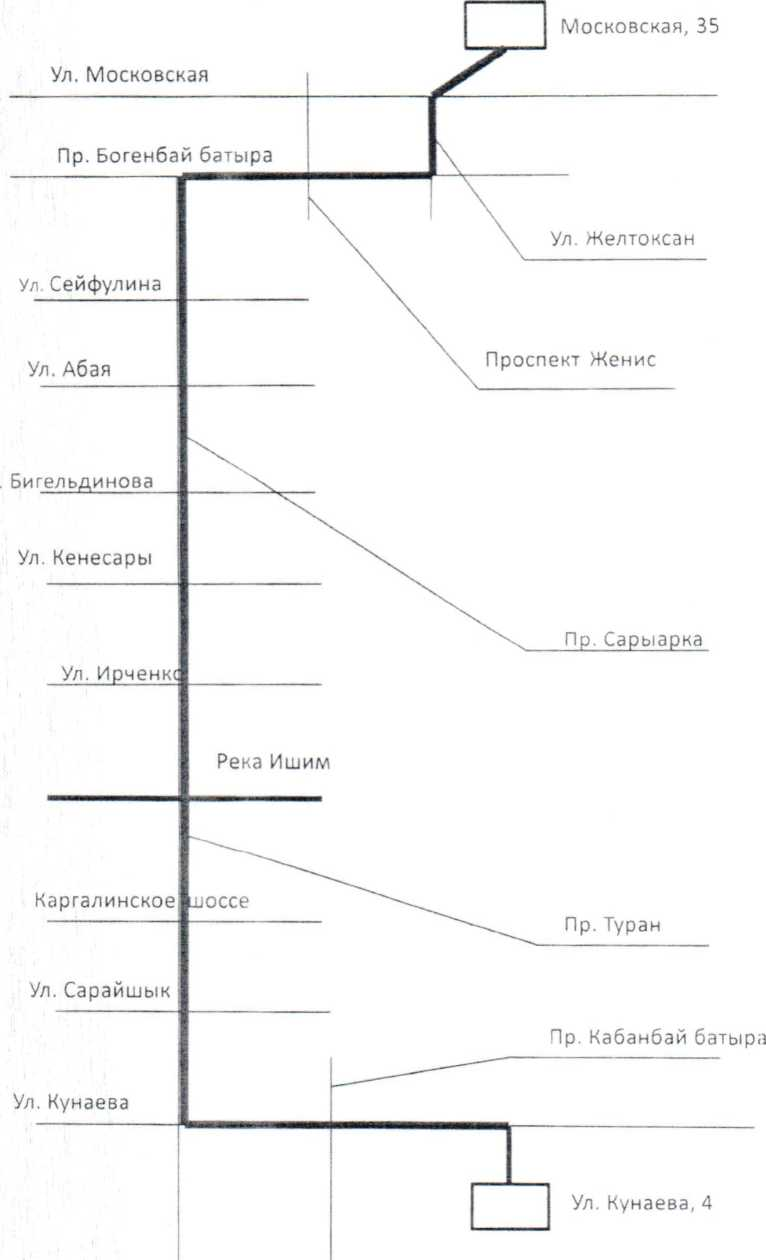 Московская, 35
Ул. Московская
Пр. Богенбай батыра
Ул. Желтоксан
Ул. Сейфулина
Проспект Женис
Ул. Абая
. Бигельдинова
Ул. Кенесары
Пр. Сарыарка
Ул. Ирченко
Река Ишим
Каргалинское шоссе
Пр. Туран
Ул. Сарайшык
Пр. Кабанбай батыра
Ул. Кунаева
Ул. Кунаева, 4